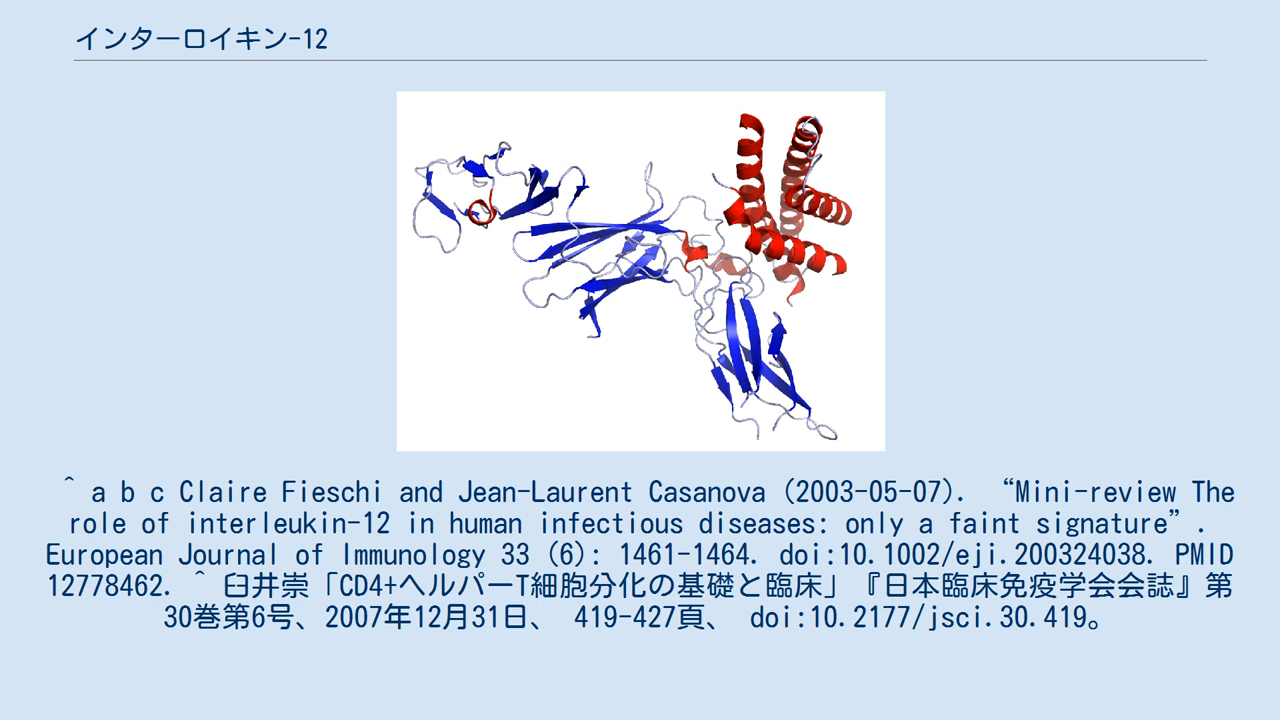 インターロイキン-12
^ a b c Claire Fieschi and Jean-Laurent Casanova (2003-05-07). “Mini-review The
role of interleukin-12 in human infectious diseases: only a faint signature”.
European Journal of Immunology 33 (6): 1461-1464. doi:10.1002/eji.200324038. PMID
12778462. ^ 臼井崇「CD4+ヘルパーT細胞分化の基礎と臨床」『日本臨床免疫学会会誌』第
30巻第6号、2007年12月31日、 419-427頁、 doi:10.2177/jsci.30.419。